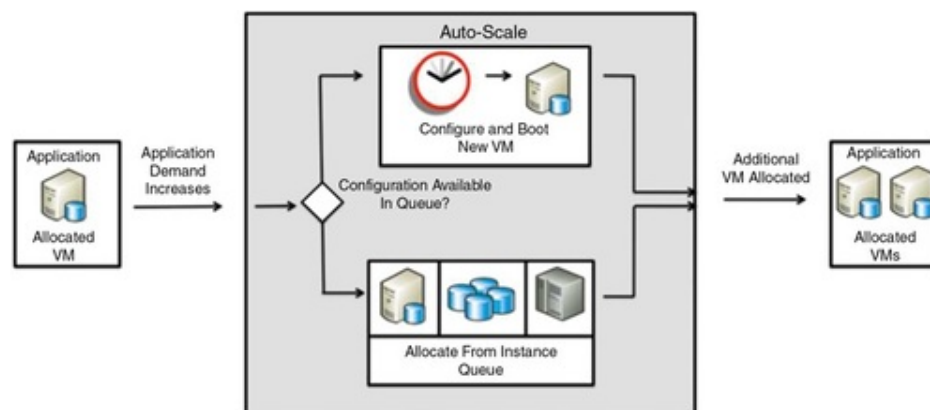 Auto-Scale
Configure and Boot
New VM
Application
Allocated
VM
Application
Demand
Increases
Configuration Available
In Queue?
Allocate From Instance
Queue
Additional
VM Allocated
Application
Allocated
VMs